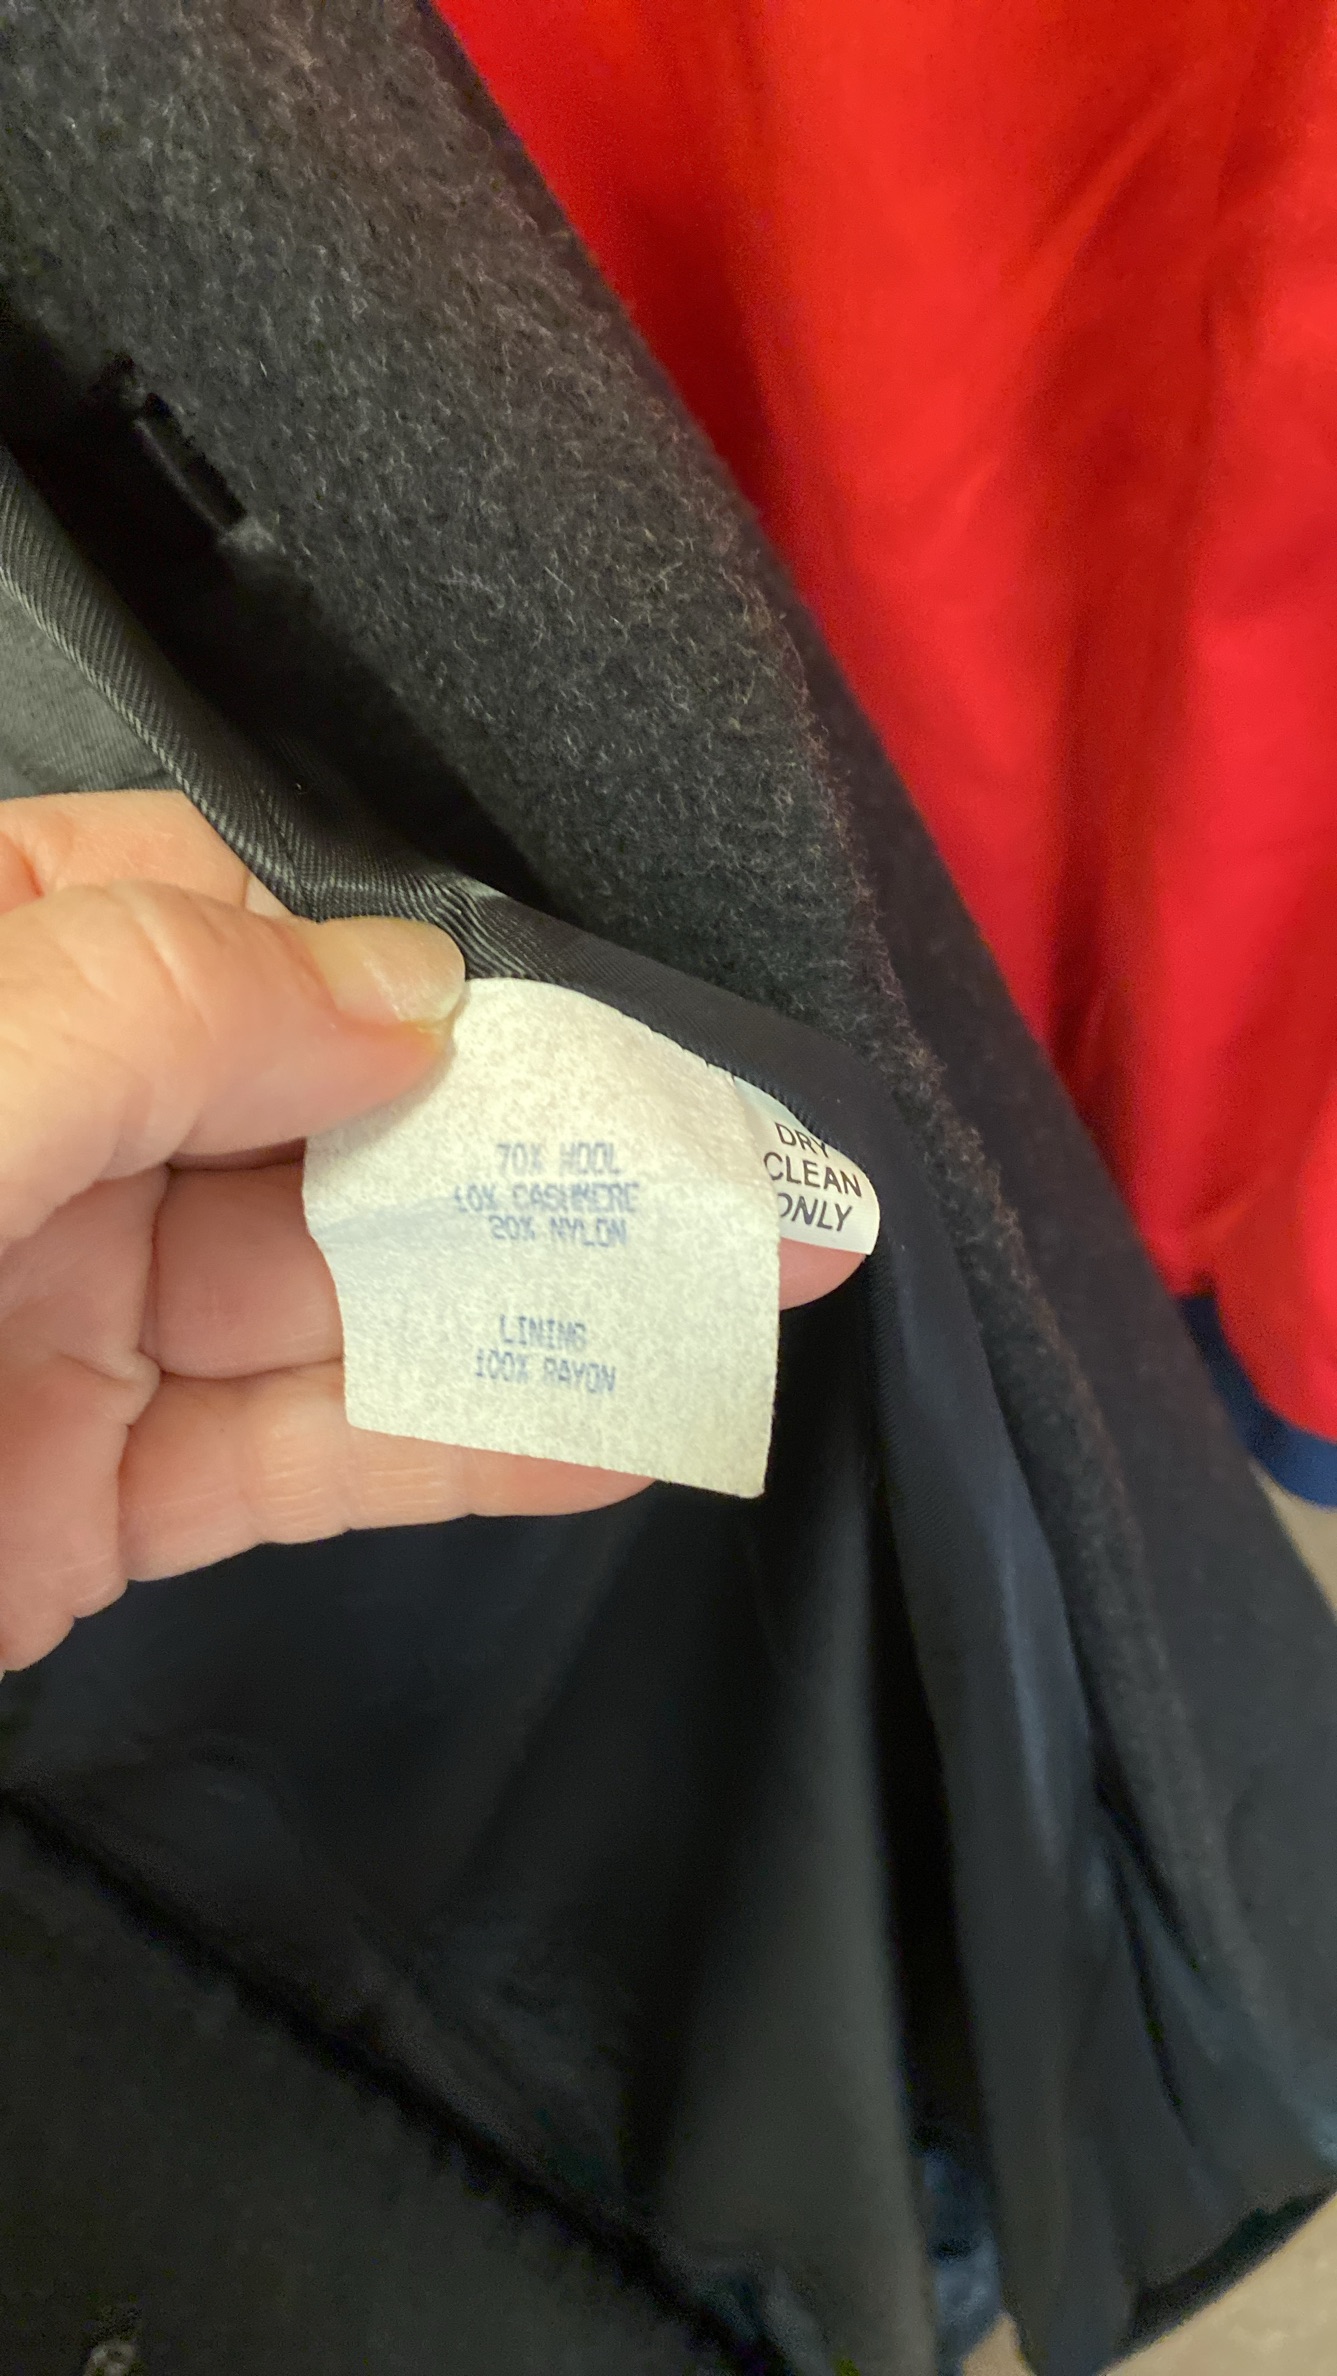 70% WOOL
10% CASHMERE
20% NYLON
LINING
100% RAYON
DRY
CLEAN
ONLY